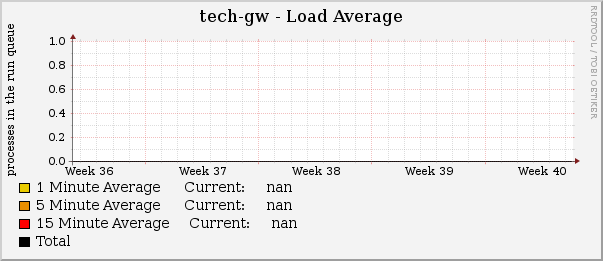 tech-gw - Load Average
RRDTOOL / TOBI OETIKER
processes in the run queue
1.0
0.8
0.6
0.4
0.2
0.0
Week 36 Week 37 Week 38 Week 39 Week 40
1 Minute Average Current: nan
5 Minute Average Current: nan
15 Minute Average Current: nan
Total